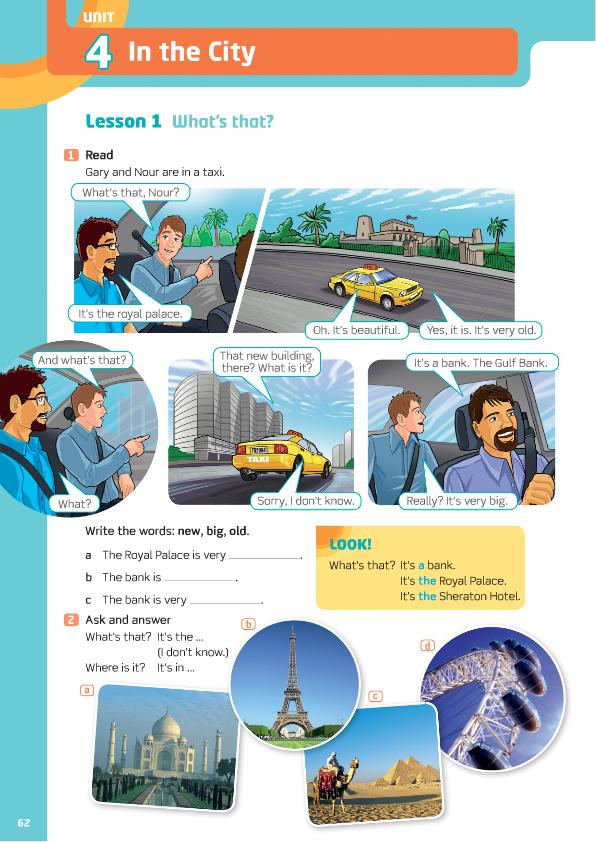 UNIT
4 In the City
Lesson 1 What's that?
1 Read
Gary and Nour are in a taxi.
What's that, Nour?
It's the royal palace.
Oh. It's beautiful.
Yes, it is. It's very old.
And what's that?
What?
That new building,
there? What is it?
Sorry, I don't know.
TAXI
It's a bank. The Gulf Bank.
Really? It's very big.
Write the words: new, big, old.
a The Royal Palace is very ____________.
b The bank is ____________.
c The bank is very ____________.
LOOK!
What's that? It's a bank.
It's the Royal Palace.
It's the Sheraton Hotel.
2 Ask and answer
What's that? It's the ...
(I don't know.)
Where is it? It's in ...
a
b
c
d
62